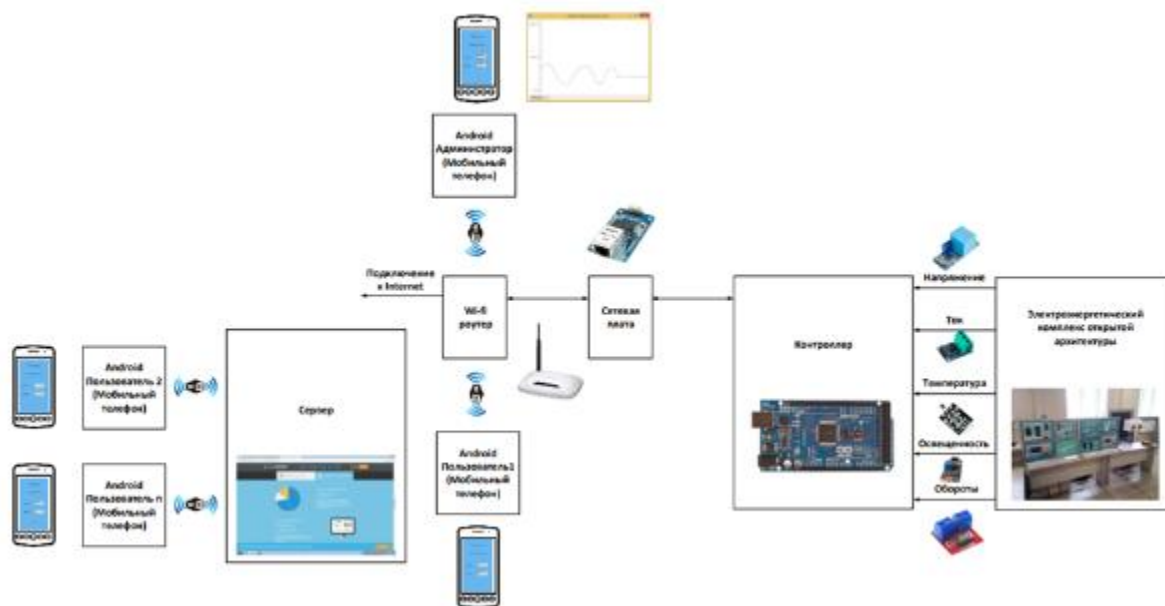 Android
Администратор
(Мобильный
телефон)
Подключение
к Internet
Wi-fi
роутер
Сетевая
плата
Контроллер
Напряжение
Ток
Температура
Освещенность
Обороты
Электроэнергетический
комплекс открытой
архитектуры
Android
Пользователь 2
(Мобильный
телефон)
Сервер
Android
Пользователь1
(Мобильный
телефон)
Android
Пользователь n
(Мобильный
телефон)